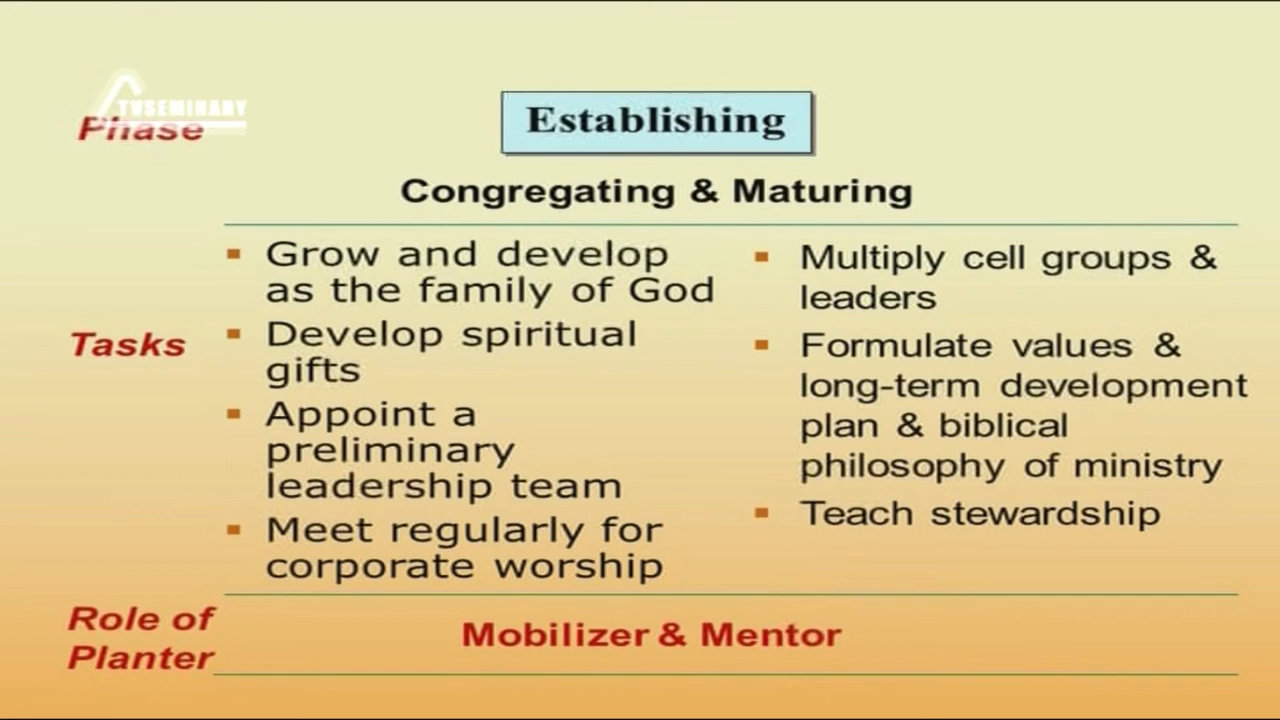 TVSEMINARY
Phase
Establishing
Congregating & Maturing
Tasks
▪ Grow and develop
as the family of God
▪ Develop spiritual
gifts
▪ Appoint a
preliminary
leadership team
▪ Meet regularly for
corporate worship
▪ Multiply cell groups &
leaders
▪ Formulate values &
long-term development
plan & biblical
philosophy of ministry
▪ Teach stewardship
Role of
Planter
Mobilizer & Mentor